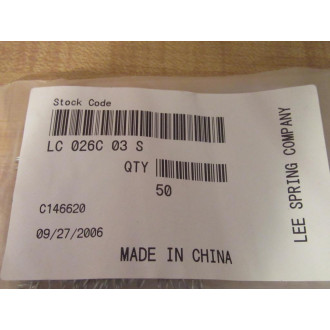 Stock Code
LC 026C 03 S
QTY
50
C146620
09/27/2006
MADE IN CHINA
LEE SPRING COMPANY